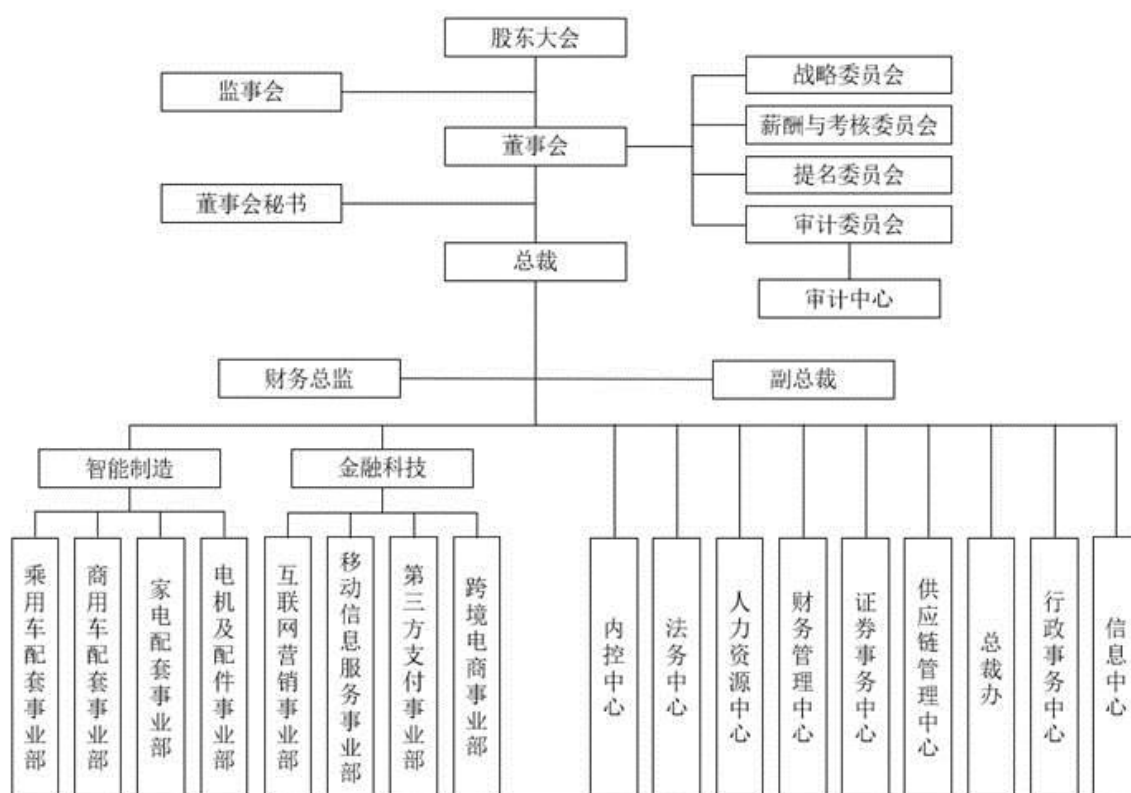 股东大会
监事会
战略委员会
薪酬与考核委员会
董事会
提名委员会
董事会秘书
审计委员会
总裁
审计中心
财务总监
副总裁
智能制造
金融科技
乘用车配套事业部
商用车配套事业部
家电配套事业部
电机及配件事业部
互联网营销事业部
移动信息服务事业部
第三方支付事业部
跨境电商事业部
内控中心
法务中心
人力资源中心
财务管理中心
证券事务中心
供应链管理中心
总裁办
行政事务中心
信息中心